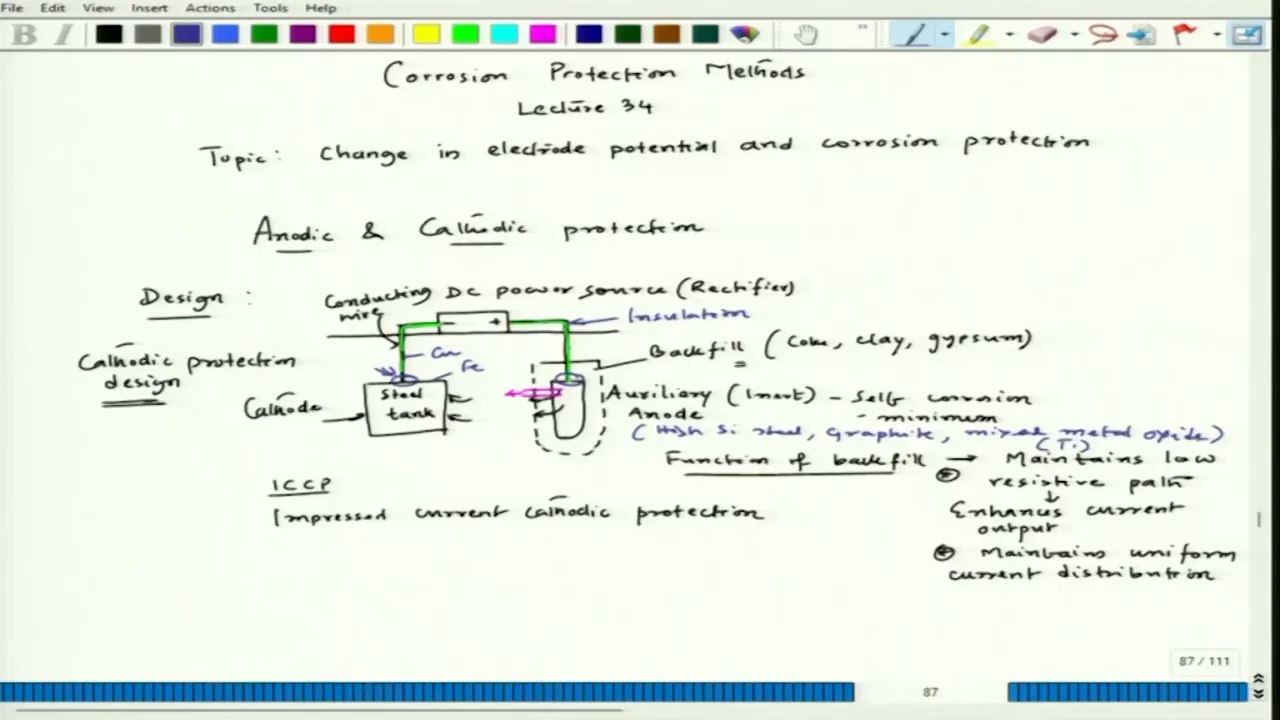 File Edit View Insert Actions Tools Help
B I
Corrosion Protection Methods
Lecture 34
Topic: Change in electrode potential and corrosion protection
Anodic & Cathodic protection
Design :
Conducting wire
DC power source (Rectifier)
- +
Insulation
Cathodic protection
design
Cu
Fe
Backfill (Coke, clay, gypsum)
Steel
tank
Cathode
Auxiliary (Inert) - Self corrosion
Anode - minimum
(High Si steel, Graphite, mixed metal oxide)
(Ti)
Function of backfill → Maintains low
resistive path
↓
Enhances current
output
Maintains uniform
current distribution
ICCP
Impressed current cathodic protection
87 / 111
87